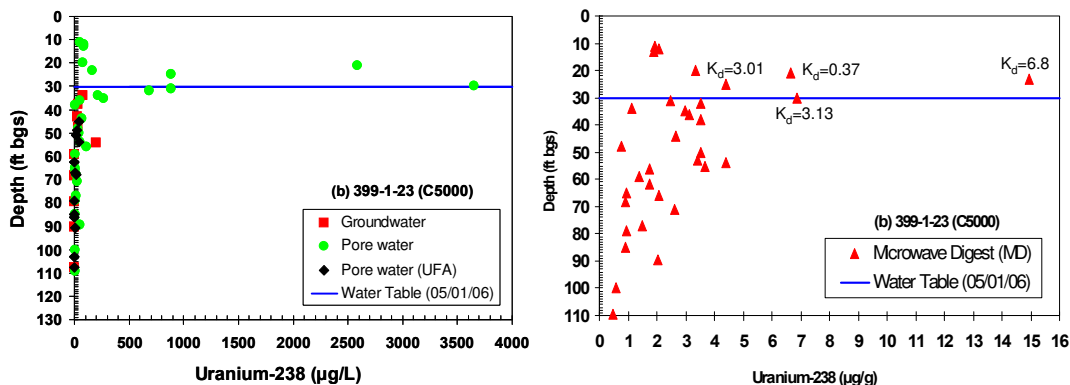 0
10
20
30
40
50
60
70
80
90
100
110
120
130
Depth (ft bgs)
(b) 399-1-23 (C5000)
Groundwater
Pore water
Pore water (UFA)
Water Table (05/01/06)
0 500 1000 1500 2000 2500 3000 3500 4000
Uranium-238 (µg/L)
0
10
20
30
40
50
60
70
80
90
100
110
Depth (ft bgs)
Kd=3.01
Kd=0.37
Kd=6.8
Kd=3.13
(b) 399-1-23 (C5000)
Mcrowave Digest (MD)
Water Table (05/01/06)
0 1 2 3 4 5 6 7 8 9 10 11 12 13 14 15 16
Uranium-238 (µg/g)